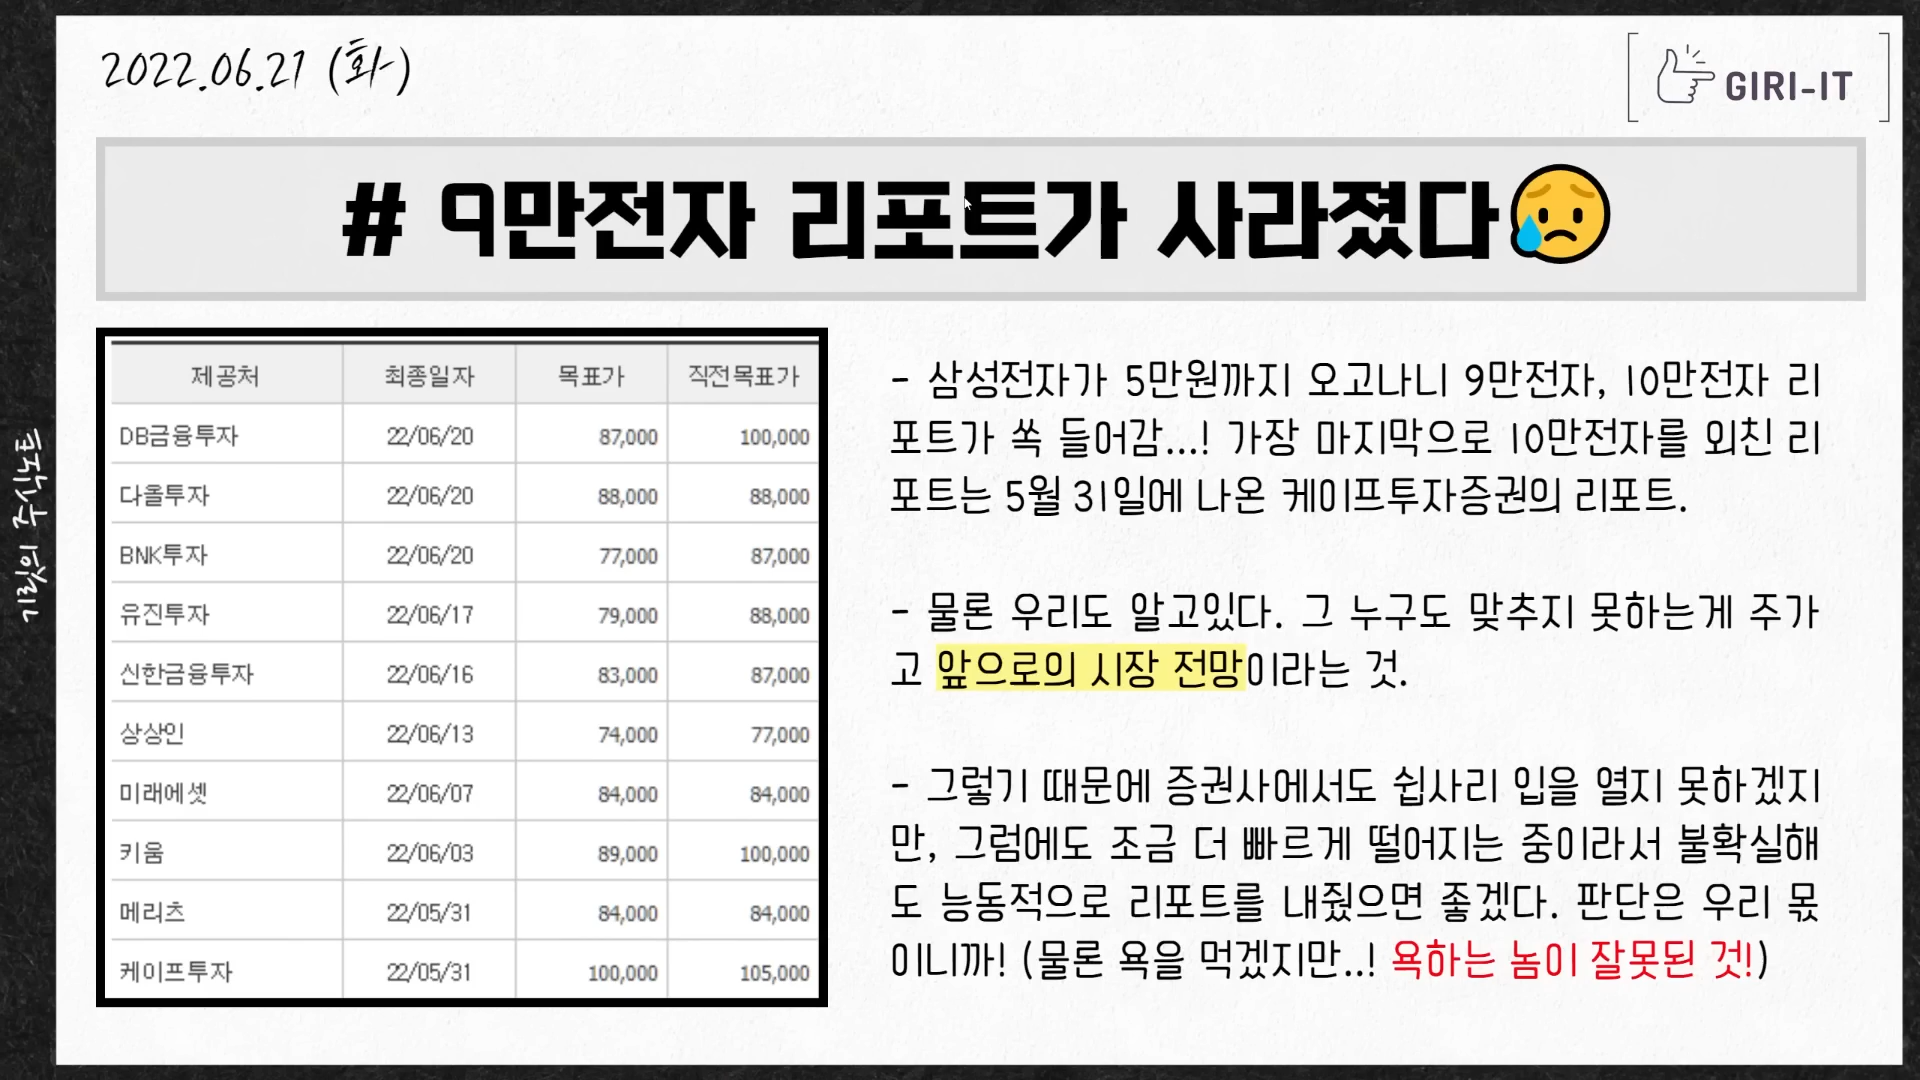 2022.06.21 (화)
GIRI-IT
# 9만전자 리포트가 사라졌다
기릿의 주식노트
제공처 최종일자 목표가 직전목표가
DB금융투자 22/06/20 87,000 100,000
다올투자 22/06/20 88,000 88,000
BNK투자 22/06/20 77,000 87,000
유진투자 22/06/17 79,000 88,000
신한금융투자 22/06/16 83,000 87,000
상상인 22/06/13 74,000 77,000
미래에셋 22/06/07 84,000 84,000
키움 22/06/03 89,000 100,000
메리츠 22/05/31 84,000 84,000
케이프투자 22/05/31 100,000 105,000
- 삼성전자가 5만원까지 오고나니 9만전자, 10만전자 리
포트가 쏙 들어감...! 가장 마지막으로 10만전자를 외친 리
포트는 5월 31일에 나온 케이프투자증권의 리포트.
- 물론 우리도 알고있다. 그 누구도 맞추지 못하는게 주가
고 앞으로의 시장 전망이라는 것.
- 그렇기 때문에 증권사에서도 쉽사리 입을 열지 못하겠지
만, 그럼에도 조금 더 빠르게 떨어지는 중이라서 불확실해
도 능동적으로 리포트를 내줬으면 좋겠다. 판단은 우리 몫
이니까! (물론 욕을 먹겠지만..! 욕하는 놈이 잘못된 것!)